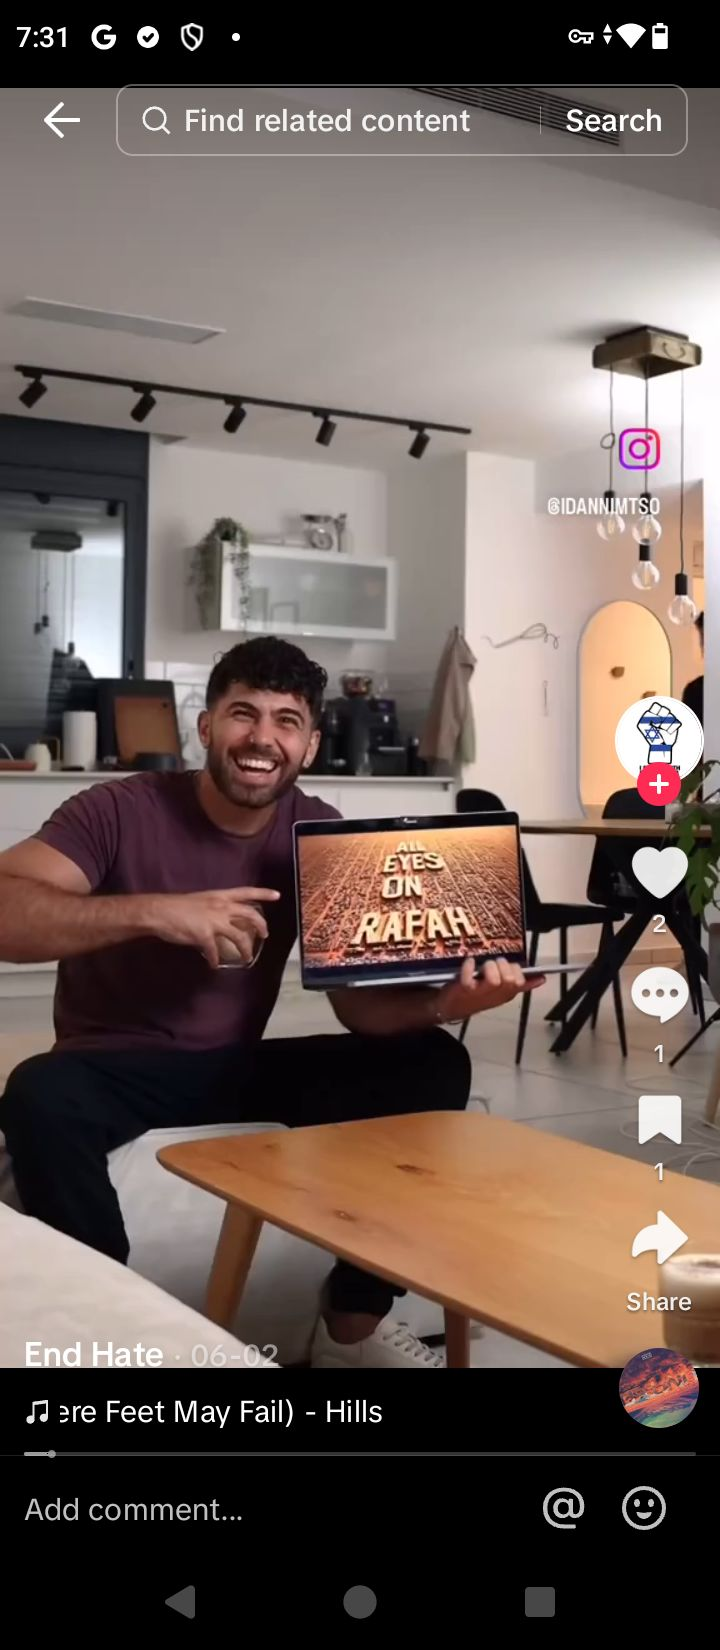 7:31
Find related content
Search
@IDANNIMTSO
ALL
EYES
ON
RAFAH
2
1
1
Share
End Hate · 06-02
ere Feet May Fail) - Hills
Add comment...